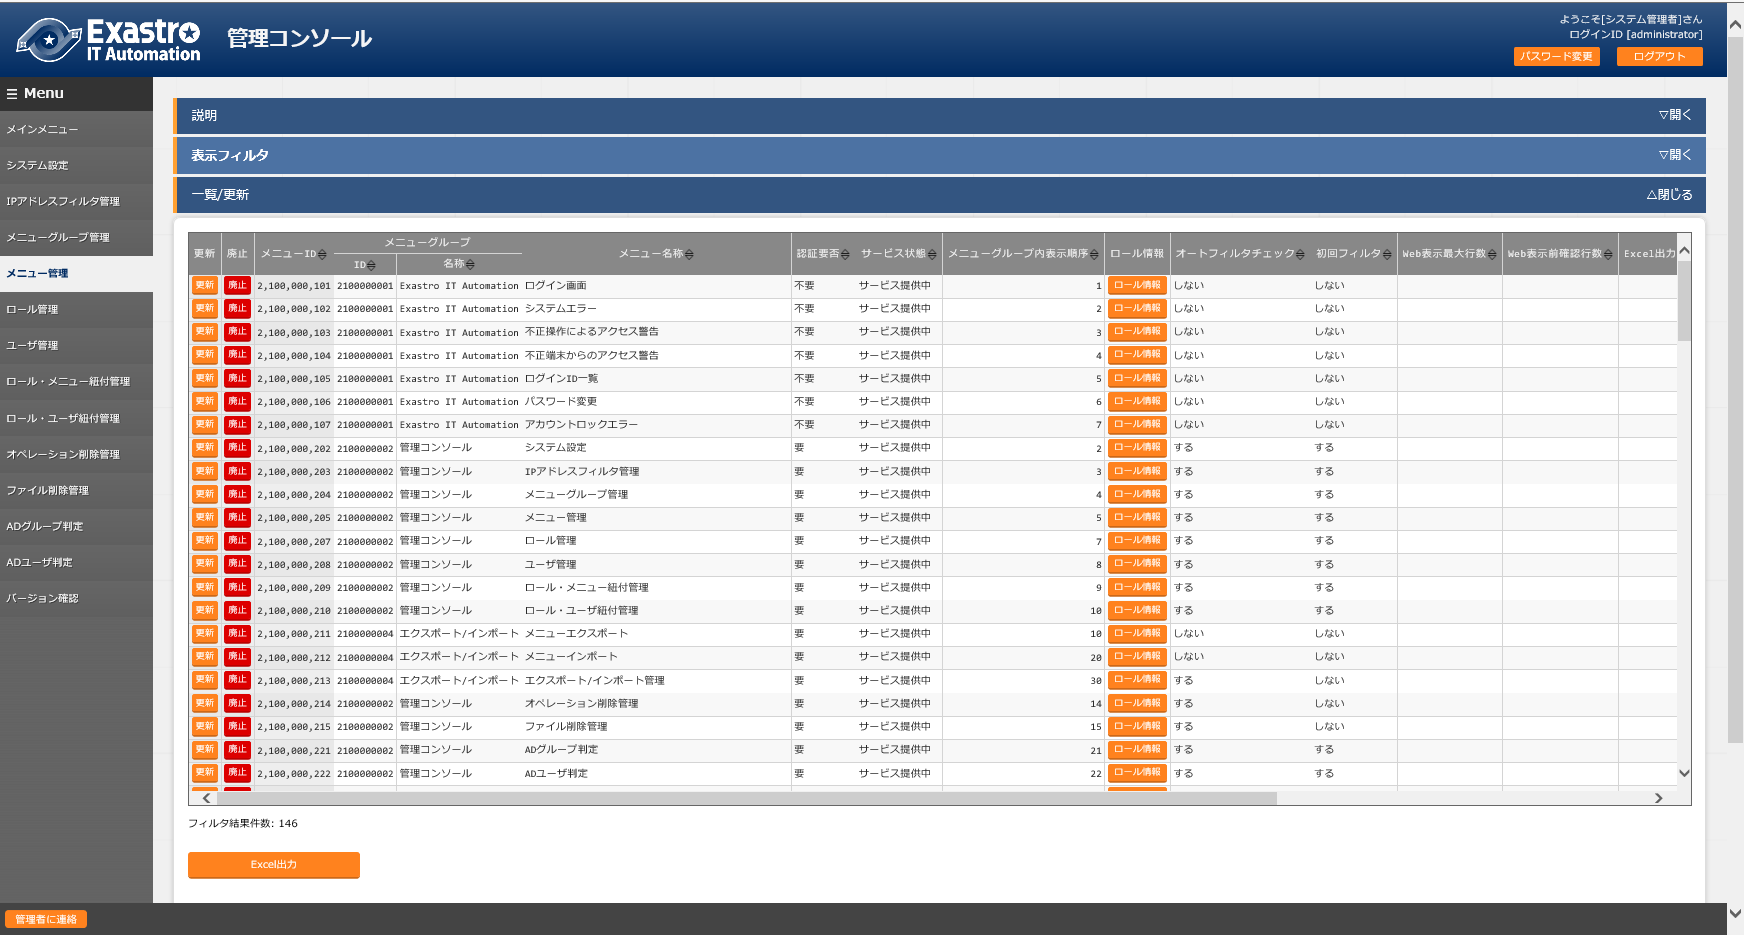 Exastro
IT Automation
管理コンソール
ようこそ[システム管理者]さん
ログインID [administrator]
パスワード変更 ログアウト
☰ Menu
メインメニュー
システム設定
IPアドレスフィルタ管理
メニューグループ管理
メニュー管理
ロール管理
ユーザ管理
ロール・メニュー紐付管理
ロール・ユーザ紐付管理
オペレーション削除管理
ファイル削除管理
ADグループ判定
ADユーザ判定
バージョン確認
説明 ▽開く
表示フィルタ ▽開く
一覧/更新 △閉じる
更新 廃止 メニューID メニューグループ メニュー名称 認証要否 サービス状態 メニューグループ内表示順序 ロール情報 オートフィルタチェック 初回フィルタ Web表示最大行数 Web表示前確認行数 Excel出力
ID 名称
更新 廃止 2,100,000,101 2100000001 Exastro IT Automation ログイン画面 不要 サービス提供中 1 ロール情報 しない しない
更新 廃止 2,100,000,102 2100000001 Exastro IT Automation システムエラー 不要 サービス提供中 2 ロール情報 しない しない
更新 廃止 2,100,000,103 2100000001 Exastro IT Automation 不正操作によるアクセス警告 不要 サービス提供中 3 ロール情報 しない しない
更新 廃止 2,100,000,104 2100000001 Exastro IT Automation 不正端末からのアクセス警告 不要 サービス提供中 4 ロール情報 しない しない
更新 廃止 2,100,000,105 2100000001 Exastro IT Automation ログインID一覧 不要 サービス提供中 5 ロール情報 しない しない
更新 廃止 2,100,000,106 2100000001 Exastro IT Automation パスワード変更 不要 サービス提供中 6 ロール情報 しない しない
更新 廃止 2,100,000,107 2100000001 Exastro IT Automation アカウントロックエラー 不要 サービス提供中 7 ロール情報 しない しない
更新 廃止 2,100,000,202 2100000002 管理コンソール システム設定 要 サービス提供中 2 ロール情報 する する
更新 廃止 2,100,000,203 2100000002 管理コンソール IPアドレスフィルタ管理 要 サービス提供中 3 ロール情報 する する
更新 廃止 2,100,000,204 2100000002 管理コンソール メニューグループ管理 要 サービス提供中 4 ロール情報 する する
更新 廃止 2,100,000,205 2100000002 管理コンソール メニュー管理 要 サービス提供中 5 ロール情報 する する
更新 廃止 2,100,000,207 2100000002 管理コンソール ロール管理 要 サービス提供中 7 ロール情報 する する
更新 廃止 2,100,000,208 2100000002 管理コンソール ユーザ管理 要 サービス提供中 8 ロール情報 する する
更新 廃止 2,100,000,209 2100000002 管理コンソール ロール・メニュー紐付管理 要 サービス提供中 9 ロール情報 する する
更新 廃止 2,100,000,210 2100000002 管理コンソール ロール・ユーザ紐付管理 要 サービス提供中 10 ロール情報 する する
更新 廃止 2,100,000,211 2100000004 エクスポート/インポート メニューエクスポート 要 サービス提供中 10 ロール情報 しない しない
更新 廃止 2,100,000,212 2100000004 エクスポート/インポート メニューインポート 要 サービス提供中 20 ロール情報 しない しない
更新 廃止 2,100,000,213 2100000004 エクスポート/インポート エクスポート/インポート管理 要 サービス提供中 30 ロール情報 する しない
更新 廃止 2,100,000,214 2100000002 管理コンソール オペレーション削除管理 要 サービス提供中 14 ロール情報 する しない
更新 廃止 2,100,000,215 2100000002 管理コンソール ファイル削除管理 要 サービス提供中 15 ロール情報 する しない
更新 廃止 2,100,000,221 2100000002 管理コンソール ADグループ判定 要 サービス提供中 21 ロール情報 する する
更新 廃止 2,100,000,222 2100000002 管理コンソール ADユーザ判定 要 サービス提供中 22 ロール情報 する する
フィルタ結果件数: 146
Excel出力
管理者に連絡